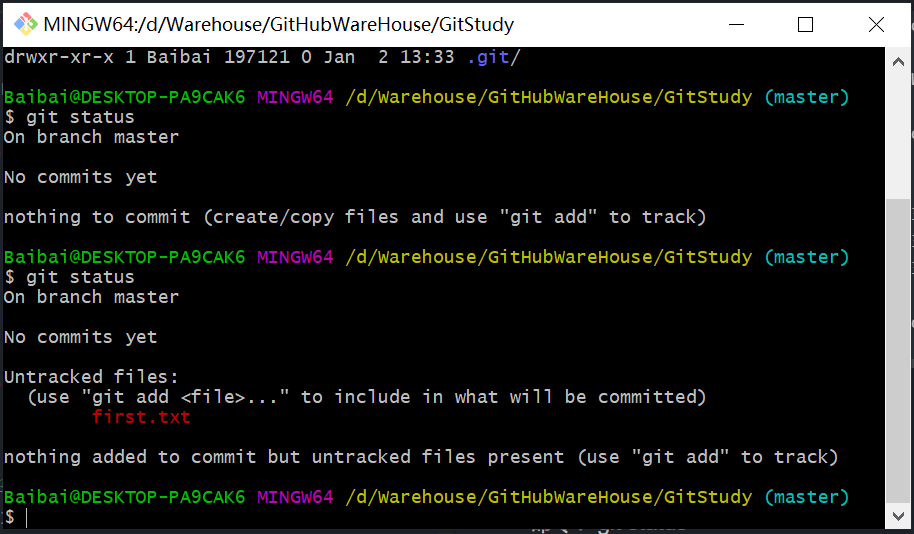 MINGW64:/d/Warehouse/GitHubWareHouse/GitStudy
drwxr-xr-x 1 Baibai 197121 0 Jan  2 13:33 .git/
Baibai@DESKTOP-PA9CAK6 MINGW64 /d/Warehouse/GitHubWareHouse/GitStudy (master)
$ git status
On branch master
No commits yet
nothing to commit (create/copy files and use "git add" to track)
Baibai@DESKTOP-PA9CAK6 MINGW64 /d/Warehouse/GitHubWareHouse/GitStudy (master)
$ git status
On branch master
No commits yet
Untracked files:
  (use "git add <file>..." to include in what will be committed)
        first.txt
nothing added to commit but untracked files present (use "git add" to track)
Baibai@DESKTOP-PA9CAK6 MINGW64 /d/Warehouse/GitHubWareHouse/GitStudy (master)
$